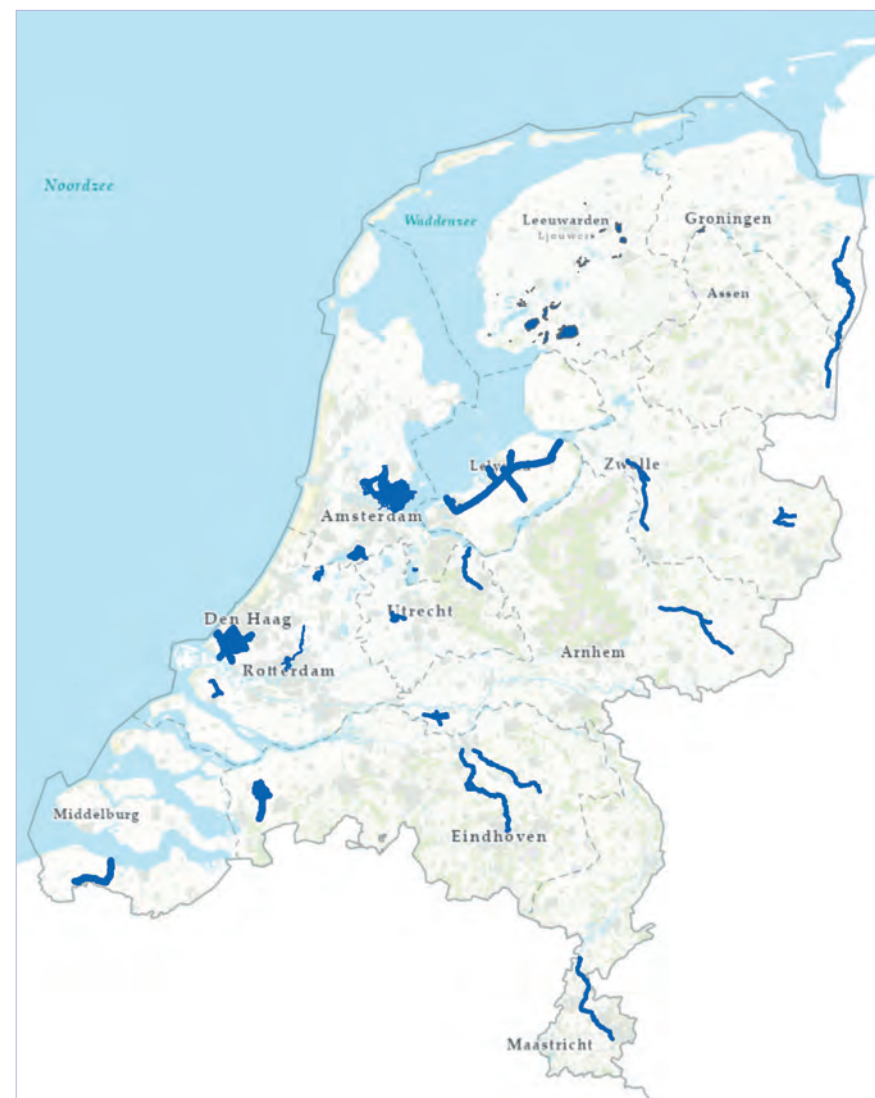 Noordzee
Waddenzee
Leeuwarden
Ljouwert
Groningen
Assen
Zwolle
Amsterdam
Den Haag
Utrecht
Arnhem
Rotterdam
Middelburg
Eindhoven
Maastricht